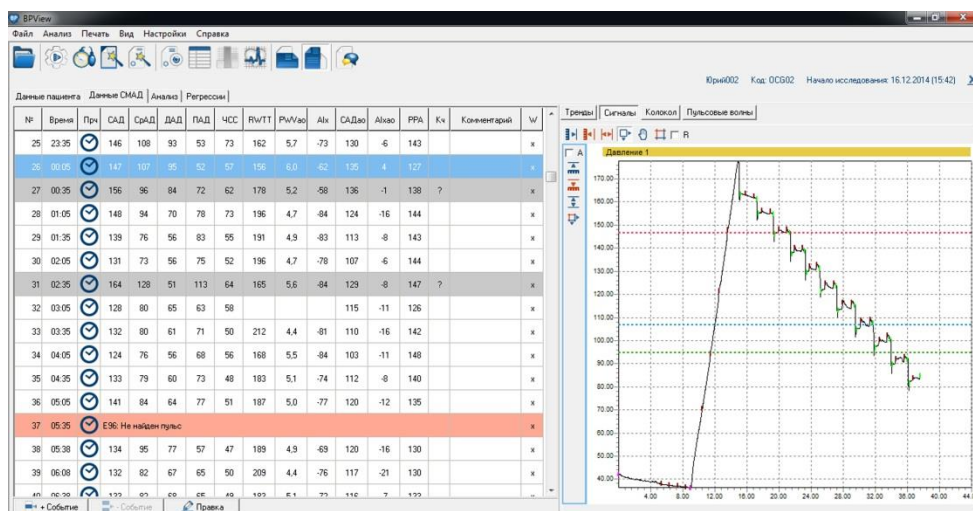 BPView
Файл Анализ Печать Вид Настройки Справка
Юрий002 Код: OCG02 Начало исследования: 16.12.2014 (15:42)
Данные пациента Данные СМАД Анализ Регрессии
№ Время Прч САД СрАД ДАД ПАД ЧСС RWTT PWVао AIx САДао AIxао PPA Кч Комментарий W
25 23:35 146 108 93 53 73 162 5,7 -73 130 -6 143 x
26 00:05 147 107 95 52 57 156 6,0 -62 135 4 127 x
27 00:35 156 96 84 72 62 178 5,2 -58 136 -1 138 ? x
28 01:05 148 94 70 78 73 196 4,7 -84 124 -16 144 x
29 01:35 139 76 56 83 55 191 4,9 -83 113 -8 143 x
30 02:05 131 73 56 75 52 196 4,7 -78 107 -6 144 x
31 02:35 164 128 51 113 64 165 5,6 -84 129 -8 147 ? x
32 03:05 128 80 65 63 58 115 -11 126 x
33 03:35 132 80 61 71 50 212 4,4 -81 110 -16 142 x
34 04:05 124 76 56 68 56 168 5,5 -84 103 -11 148 x
35 04:35 133 79 60 73 48 183 5,1 -74 112 -8 140 x
36 05:05 141 84 64 77 51 187 5,0 -77 120 -12 135 x
37 05:35 E96: Не найден пульс x
38 05:38 134 95 77 57 47 189 4,9 -69 120 -16 130 x
39 06:08 132 82 67 65 50 209 4,4 -76 117 -21 130 x
+ Событие - Событие Правка
Тренды Сигналы Колокол Пульсовые волны
R
A
Давление 1
170.00
160.00
150.00
140.00
130.00
120.00
110.00
100.00
90.00
80.00
70.00
60.00
50.00
40.00
4.00 8.00 12.00 16.00 20.00 24.00 28.00 32.00 36.00 40.00 44.